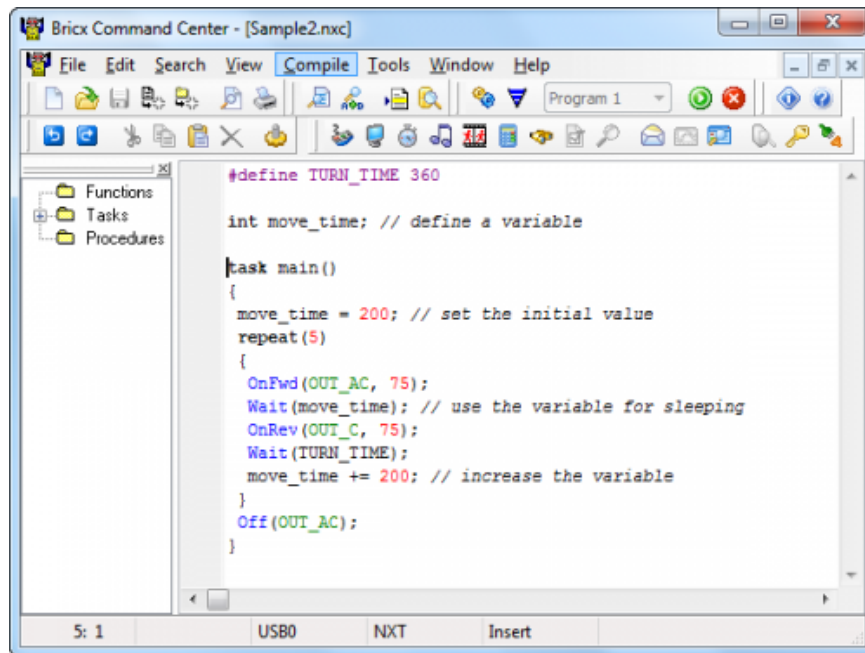 Bricx Command Center - [Sample2.nxc]
File Edit Search View Compile Tools Window Help
Program 1
Functions
Tasks
Procedures
#define TURN_TIME 360
int move_time; // define a variable
task main()
{
move_time = 200; // set the initial value
repeat(5)
{
OnFwd(OUT_AC, 75);
Wait(move_time); // use the variable for sleeping
OnRev(OUT_C, 75);
Wait(TURN_TIME);
move_time += 200; // increase the variable
}
Off(OUT_AC);
}
5: 1 USB0 NXT Insert